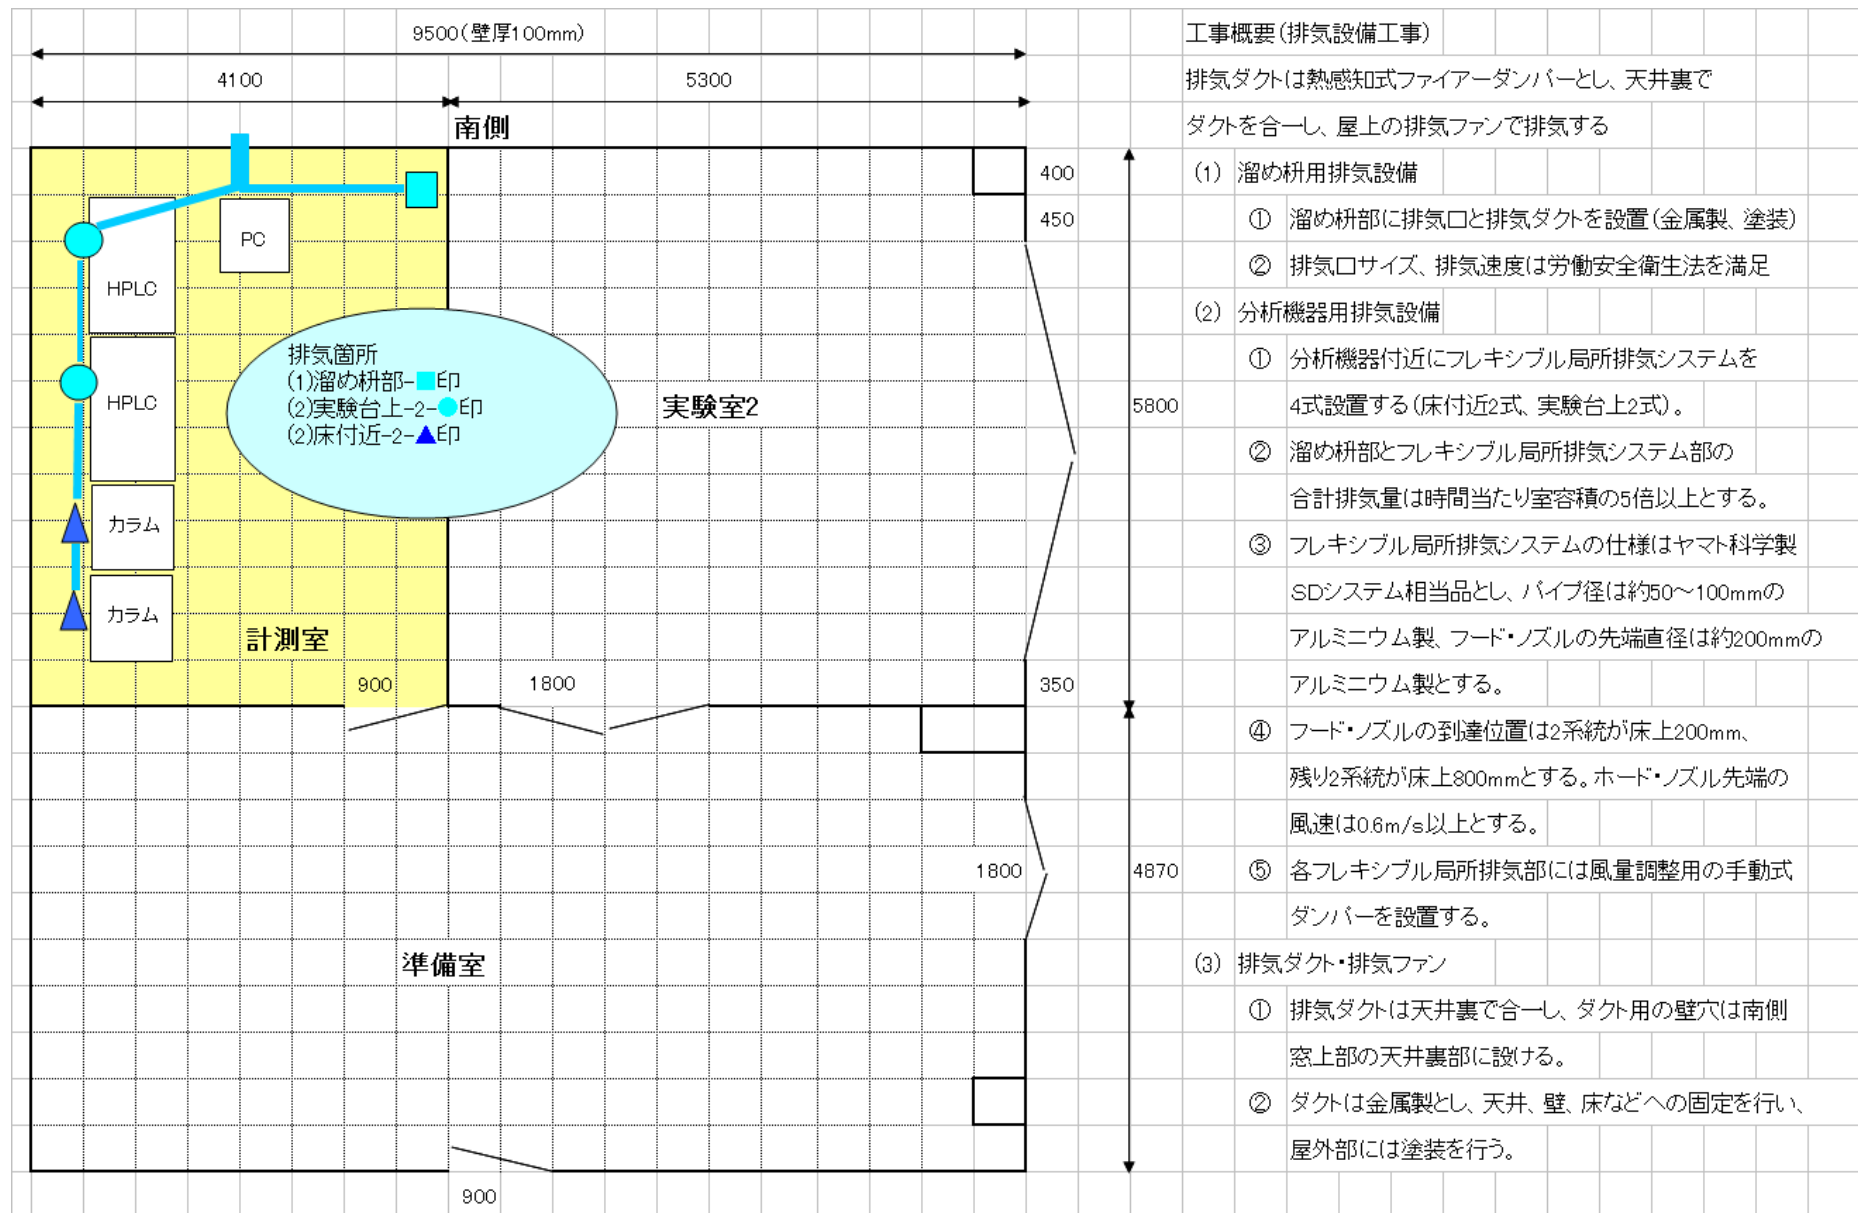 9500(壁厚100mm)
4100
5300
南側
400
450
PC
HPLC
HPLC
カラム
カラム
排気箇所
(1)溜め枡部-■印
(2)実験台上-2-●印
(2)床付近-2-▲印
実験室2
5800
計測室
900
1800
350
1800
4870
準備室
900
工事概要(排気設備工事)
排気ダクトは熱感知式ファイアーダンパーとし、天井裏で
ダクトを合一し、屋上の排気ファンで排気する
(1) 溜め枡用排気設備
① 溜め枡部に排気口と排気ダクトを設置(金属製、塗装)
② 排気口サイズ、排気速度は労働安全衛生法を満足
(2) 分析機器用排気設備
① 分析機器付近にフレキシブル局所排気システムを
4式設置する(床付近2式、実験台上2式)。
② 溜め枡部とフレキシブル局所排気システム部の
合計排気量は時間当たり室容積の5倍以上とする。
③ フレキシブル局所排気システムの仕様はヤマト科学製
SDシステム相当品とし、パイプ径は約50～100mmの
アルミニウム製、フード・ノズルの先端直径は約200mmの
アルミニウム製とする。
④ フード・ノズルの到達位置は2系統が床上200mm、
残り2系統が床上800mmとする。ホード・ノズル先端の
風速は0.6m/s以上とする。
⑤ 各フレキシブル局所排気部には風量調整用の手動式
ダンパーを設置する。
(3) 排気ダクト・排気ファン
① 排気ダクトは天井裏で合一し、ダクト用の壁穴は南側
窓上部の天井裏部に設ける。
② ダクトは金属製とし、天井、壁、床などへの固定を行い、
屋外部には塗装を行う。